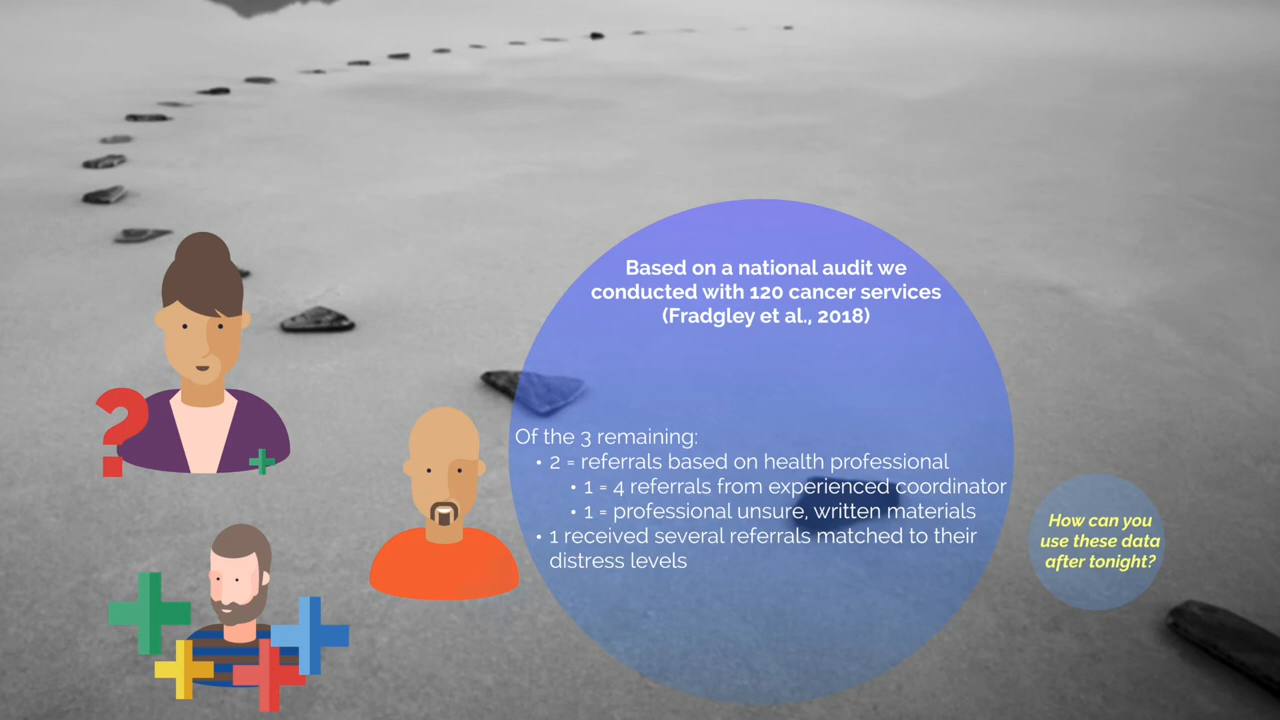 Based on a national audit we
conducted with 120 cancer services
(Fradgley et al., 2018)
Of the 3 remaining:
• 2 = referrals based on health professional
• 1 = 4 referrals from experienced coordinator
• 1 = professional unsure, written materials
• 1 received several referrals matched to their
distress levels
How can you
use these data
after tonight?
?